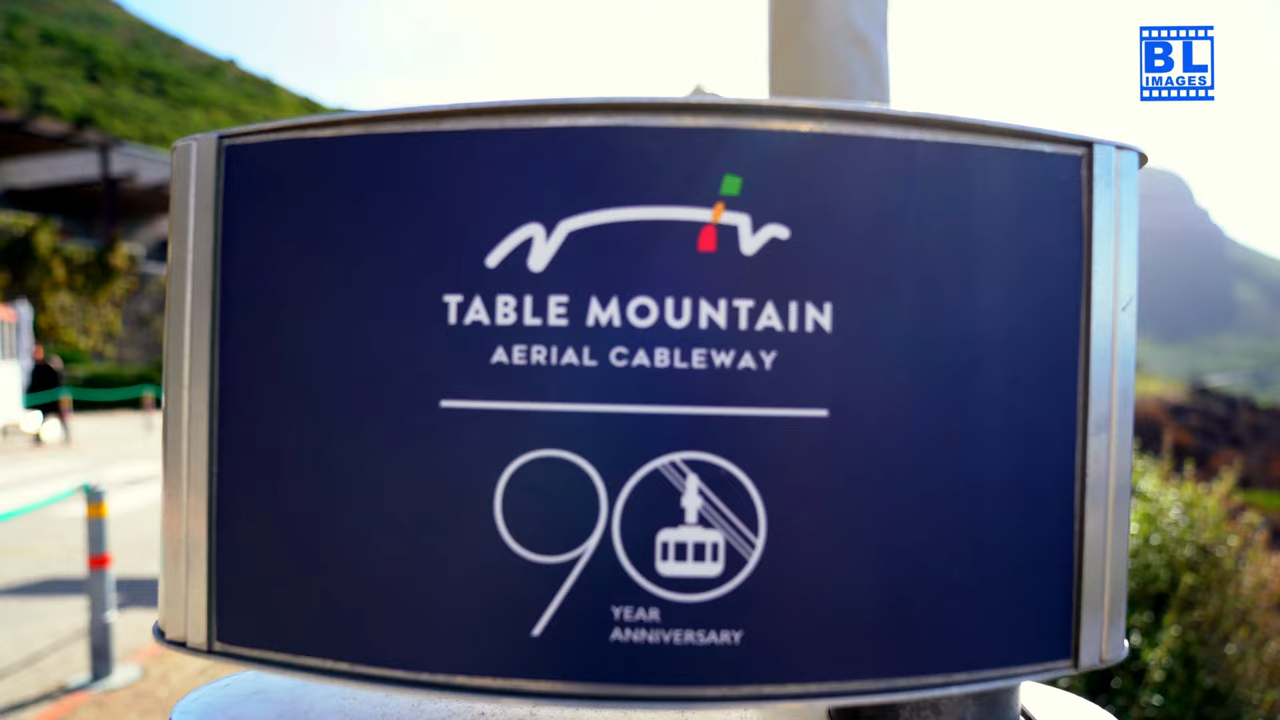 BL
IMAGES
TABLE MOUNTAIN
AERIAL CABLEWAY
90
YEAR
ANNIVERSARY